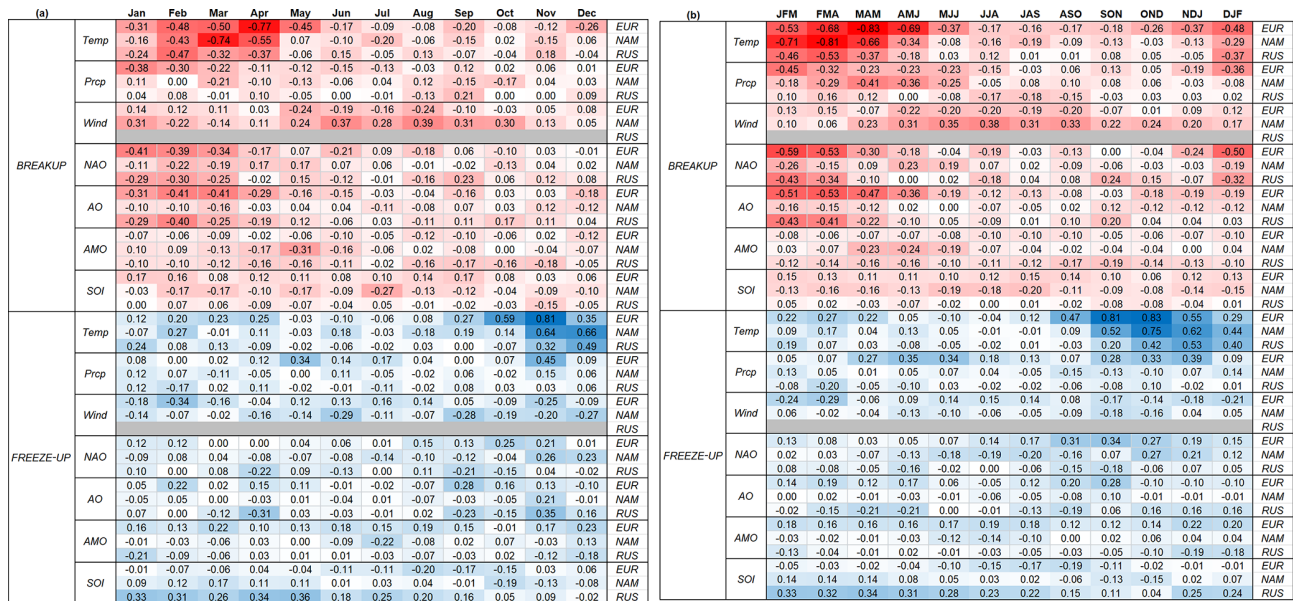 (a) Jan Feb Mar Apr May Jun Jul Aug Sep Oct Nov Dec
BREAKUP
Temp -0.31 -0.48 -0.50 -0.77 -0.45 -0.17 -0.09 -0.08 -0.20 -0.02 -0.12 -0.26 EUR
-0.16 -0.43 -0.74 -0.55 0.07 -0.10 -0.20 -0.06 -0.15 0.02 -0.15 0.06 NAM
-0.24 -0.47 -0.32 -0.37 -0.06 -0.08 -0.05 0.13 -0.07 -0.04 0.18 -0.04 RUS
Prcp -0.38 -0.30 -0.22 -0.11 -0.12 -0.15 -0.13 -0.03 0.12 0.02 0.06 0.01 EUR
0.11 0.00 -0.21 -0.10 -0.13 -0.06 0.04 0.12 -0.15 -0.17 0.04 0.03 NAM
0.04 0.08 -0.01 0.10 -0.05 0.00 -0.01 -0.13 0.21 0.00 0.00 0.09 RUS
Wind 0.14 0.12 0.11 0.03 -0.24 -0.19 -0.16 -0.24 -0.10 -0.03 0.05 0.08 EUR
0.31 -0.22 -0.14 0.11 0.24 0.37 0.28 0.39 0.31 0.30 0.13 0.05 NAM
RUS
NAO -0.41 -0.39 -0.34 -0.17 0.07 -0.21 -0.09 -0.18 0.06 -0.10 0.03 -0.01 EUR
-0.11 -0.22 -0.19 0.17 0.17 0.07 0.06 -0.01 -0.02 -0.13 0.04 0.02 NAM
-0.29 -0.30 -0.25 -0.02 0.15 -0.12 -0.01 -0.06 0.23 0.06 0.12 0.08 RUS
AO -0.31 -0.41 -0.41 -0.29 -0.16 -0.15 -0.03 -0.04 -0.16 0.03 0.03 -0.18 EUR
-0.10 -0.10 -0.16 -0.03 0.04 0.04 -0.11 -0.08 0.07 0.03 -0.12 -0.12 NAM
-0.29 -0.40 -0.25 -0.19 0.12 -0.06 0.03 -0.11 0.11 0.17 0.11 0.04 RUS
AMO -0.07 -0.06 -0.09 -0.02 -0.04 -0.06 -0.05 -0.09 -0.10 -0.06 0.02 -0.12 EUR
0.10 0.09 -0.13 -0.17 -0.31 -0.16 -0.06 0.02 -0.08 0.00 -0.04 -0.07 NAM
-0.10 -0.10 -0.12 -0.16 -0.16 -0.11 -0.02 -0.16 -0.17 -0.16 -0.18 -0.05 RUS
SOI 0.17 0.16 0.08 0.12 0.11 0.08 0.10 0.14 0.17 0.08 0.03 0.06 EUR
-0.03 -0.17 -0.17 -0.10 -0.17 -0.09 -0.27 -0.13 -0.12 -0.04 -0.09 -0.10 NAM
0.00 0.07 0.06 -0.09 -0.07 -0.04 0.05 -0.01 -0.02 -0.03 -0.15 -0.05 RUS
FREEZE-UP
Temp 0.12 0.20 0.23 0.25 -0.03 -0.10 -0.06 0.08 0.27 0.59 0.81 0.35 EUR
-0.07 0.27 -0.01 0.11 -0.03 0.18 -0.03 -0.18 0.19 0.14 0.64 0.66 NAM
0.24 0.08 0.13 -0.09 -0.02 -0.06 -0.02 0.03 -0.00 -0.07 0.32 0.49 RUS
Prcp 0.08 0.00 0.02 0.12 0.34 0.14 0.17 0.04 0.00 0.07 0.45 0.09 EUR
0.12 0.07 -0.11 -0.05 0.00 0.11 -0.05 0.02 -0.06 -0.02 0.15 0.06 NAM
0.12 -0.17 0.02 0.11 -0.02 -0.01 -0.11 -0.02 0.08 0.03 0.03 0.06 RUS
Wind -0.18 -0.34 -0.16 -0.04 0.12 0.13 0.16 0.14 0.05 -0.12 -0.25 -0.09 EUR
-0.14 -0.07 -0.02 -0.16 -0.14 -0.29 -0.11 -0.07 -0.28 -0.19 -0.20 -0.27 NAM
RUS
NAO 0.12 0.12 0.00 0.00 0.04 0.06 0.01 0.15 0.13 0.25 0.21 0.01 EUR
-0.09 0.08 0.04 -0.08 -0.07 -0.08 -0.14 -0.10 -0.12 -0.04 0.26 0.23 NAM
0.10 0.00 0.08 -0.22 0.09 -0.13 0.00 0.11 -0.21 -0.15 0.04 -0.02 RUS
AO 0.05 0.22 0.02 0.15 0.11 -0.01 -0.02 0.06 0.28 0.16 0.13 -0.10 EUR
-0.05 0.05 0.00 -0.03 0.01 -0.04 -0.07 -0.03 -0.05 0.21 -0.01 NAM
0.07 0.00 -0.12 -0.31 0.03 -0.05 0.04 -0.02 -0.23 -0.15 0.35 0.16 RUS
AMO 0.16 0.13 0.22 0.10 0.13 0.18 0.15 0.19 0.15 -0.01 0.17 0.23 EUR
-0.01 -0.03 -0.06 -0.03 0.02 -0.08 -0.22 -0.08 0.02 0.07 -0.03 0.13 NAM
-0.21 -0.09 -0.06 0.03 0.01 0.01 -0.03 -0.07 -0.03 0.02 -0.12 -0.18 RUS
SOI -0.01 -0.07 -0.06 0.04 -0.04 -0.08 -0.11 -0.20 -0.17 -0.15 0.03 0.06 EUR
0.09 0.12 0.17 0.11 0.11 0.01 0.03 0.04 0.05 -0.19 -0.13 -0.08 NAM
0.33 0.31 0.26 0.34 0.36 0.18 0.25 0.20 0.16 0.05 0.09 -0.02 RUS
(b) JFM FMA MAM AMJ MJJ JJA JAS ASO SON OND NDJ DJF
BREAKUP
Temp -0.53 -0.68 -0.83 -0.69 -0.37 -0.17 -0.16 -0.17 -0.18 -0.26 -0.37 -0.48 EUR
-0.71 -0.81 -0.66 -0.34 -0.08 -0.16 -0.19 -0.09 -0.13 -0.03 -0.13 -0.29 NAM
-0.46 -0.53 -0.37 -0.18 0.03 0.12 0.01 0.01 0.08 0.05 -0.05 -0.37 RUS
Prcp -0.45 -0.32 -0.23 -0.23 -0.23 -0.15 -0.03 0.06 0.13 0.05 -0.19 -0.36 EUR
-0.18 -0.29 -0.41 -0.36 -0.25 -0.05 0.08 0.10 0.08 -0.05 -0.03 -0.08 NAM
0.10 0.16 0.12 0.00 -0.08 -0.17 -0.18 -0.15 -0.03 0.03 0.03 0.02 RUS
Wind 0.13 0.15 -0.07 -0.22 -0.20 -0.20 -0.19 -0.20 -0.07 -0.01 0.09 0.12 EUR
0.10 0.06 0.23 0.31 0.35 0.38 0.31 0.33 0.22 0.24 0.20 0.17 NAM
RUS
NAO -0.59 -0.53 -0.30 -0.18 -0.04 -0.19 -0.03 -0.13 0.00 -0.04 -0.24 -0.50 EUR
-0.26 -0.15 0.09 0.23 0.19 0.07 0.02 -0.05 -0.09 -0.06 -0.03 -0.19 NAM
-0.43 -0.34 -0.10 0.00 0.02 -0.18 -0.04 0.08 0.24 0.15 -0.07 -0.32 RUS
AO -0.51 -0.53 -0.47 -0.36 -0.19 -0.12 -0.13 -0.08 -0.03 -0.18 -0.19 -0.19 EUR
-0.16 -0.15 -0.12 0.02 0.00 -0.07 -0.04 0.02 -0.10 -0.12 -0.12 -0.13 NAM
-0.43 -0.41 -0.22 -0.10 0.05 -0.09 0.01 0.10 0.20 0.04 0.04 0.03 RUS
AMO -0.08 -0.06 -0.07 -0.07 -0.07 -0.02 -0.08 -0.08 -0.10 -0.06 -0.06 -0.09 EUR
0.03 -0.07 -0.23 -0.24 -0.19 -0.07 -0.04 -0.02 -0.04 -0.04 0.00 0.04 NAM
-0.12 -0.14 -0.16 -0.16 -0.09 -0.12 -0.02 -0.17 -0.19 -0.14 -0.13 -0.10 RUS
SOI 0.15 0.13 0.11 0.11 0.10 0.12 0.15 0.14 0.10 0.06 0.12 0.13 EUR
-0.13 -0.16 -0.16 -0.13 -0.19 -0.18 -0.20 -0.11 -0.08 -0.09 -0.14 -0.15 NAM
0.05 0.02 -0.03 -0.07 -0.02 0.00 0.01 -0.02 -0.08 -0.08 -0.04 0.01 RUS
FREEZE-UP
Temp 0.22 0.27 0.22 0.05 -0.10 -0.04 0.12 0.47 0.81 0.83 0.55 0.29 EUR
0.09 0.17 0.04 0.13 0.05 0.01 -0.01 0.09 0.52 0.75 0.62 0.44 NAM
0.19 0.07 0.03 -0.08 -0.05 -0.02 0.01 -0.03 0.20 0.42 0.53 0.40 RUS
Prcp 0.05 0.07 0.27 0.35 0.34 0.18 0.13 0.07 0.28 0.33 0.39 0.09 EUR
0.06 0.01 -0.03 -0.01 0.04 0.03 -0.05 -0.15 -0.13 -0.10 0.07 0.14 NAM
-0.08 -0.20 -0.05 -0.10 -0.03 0.02 -0.07 -0.06 -0.08 -0.10 -0.02 0.01 RUS
Wind -0.24 -0.29 -0.06 0.09 0.14 0.15 0.14 0.08 -0.17 -0.14 -0.18 -0.21 EUR
0.06 -0.02 -0.04 -0.13 -0.10 -0.06 -0.05 -0.09 -0.18 -0.16 0.04 0.05 NAM
RUS
NAO 0.13 0.08 0.03 0.05 0.07 0.14 0.17 0.31 0.34 0.27 0.19 0.15 EUR
0.02 -0.01 -0.04 -0.13 -0.18 -0.19 -0.20 -0.16 0.07 0.27 0.21 0.12 NAM
0.08 -0.08 -0.05 -0.16 -0.02 0.00 -0.06 -0.15 -0.18 -0.06 0.07 0.05 RUS
AO 0.14 0.19 0.12 0.17 0.06 -0.05 0.12 0.20 0.28 -0.10 -0.10 -0.10 EUR
0.00 0.02 -0.01 -0.03 -0.03 -0.06 -0.05 -0.08 0.10 -0.01 -0.01 -0.01 NAM
-0.02 -0.15 -0.21 -0.21 0.00 0.01 -0.13 -0.19 -0.06 0.16 0.16 0.16 RUS
AMO 0.18 0.16 0.16 0.16 0.17 0.19 0.18 0.12 0.12 0.14 0.22 0.20 EUR
-0.03 -0.04 -0.03 -0.03 -0.12 -0.14 -0.10 0.00 0.02 0.06 0.02 0.02 NAM
-0.13 -0.04 -0.01 0.02 0.01 -0.02 -0.05 -0.03 -0.05 -0.10 -0.19 -0.18 RUS
SOI -0.05 -0.03 -0.02 -0.04 -0.08 -0.15 -0.17 -0.19 -0.11 -0.02 -0.01 -0.01 EUR
0.14 0.14 0.14 0.08 0.05 0.03 0.02 -0.06 -0.13 -0.15 0.02 0.07 NAM
0.33 0.32 0.34 0.31 0.28 0.23 0.22 0.15 0.10 0.07 0.25 0.24 RUS